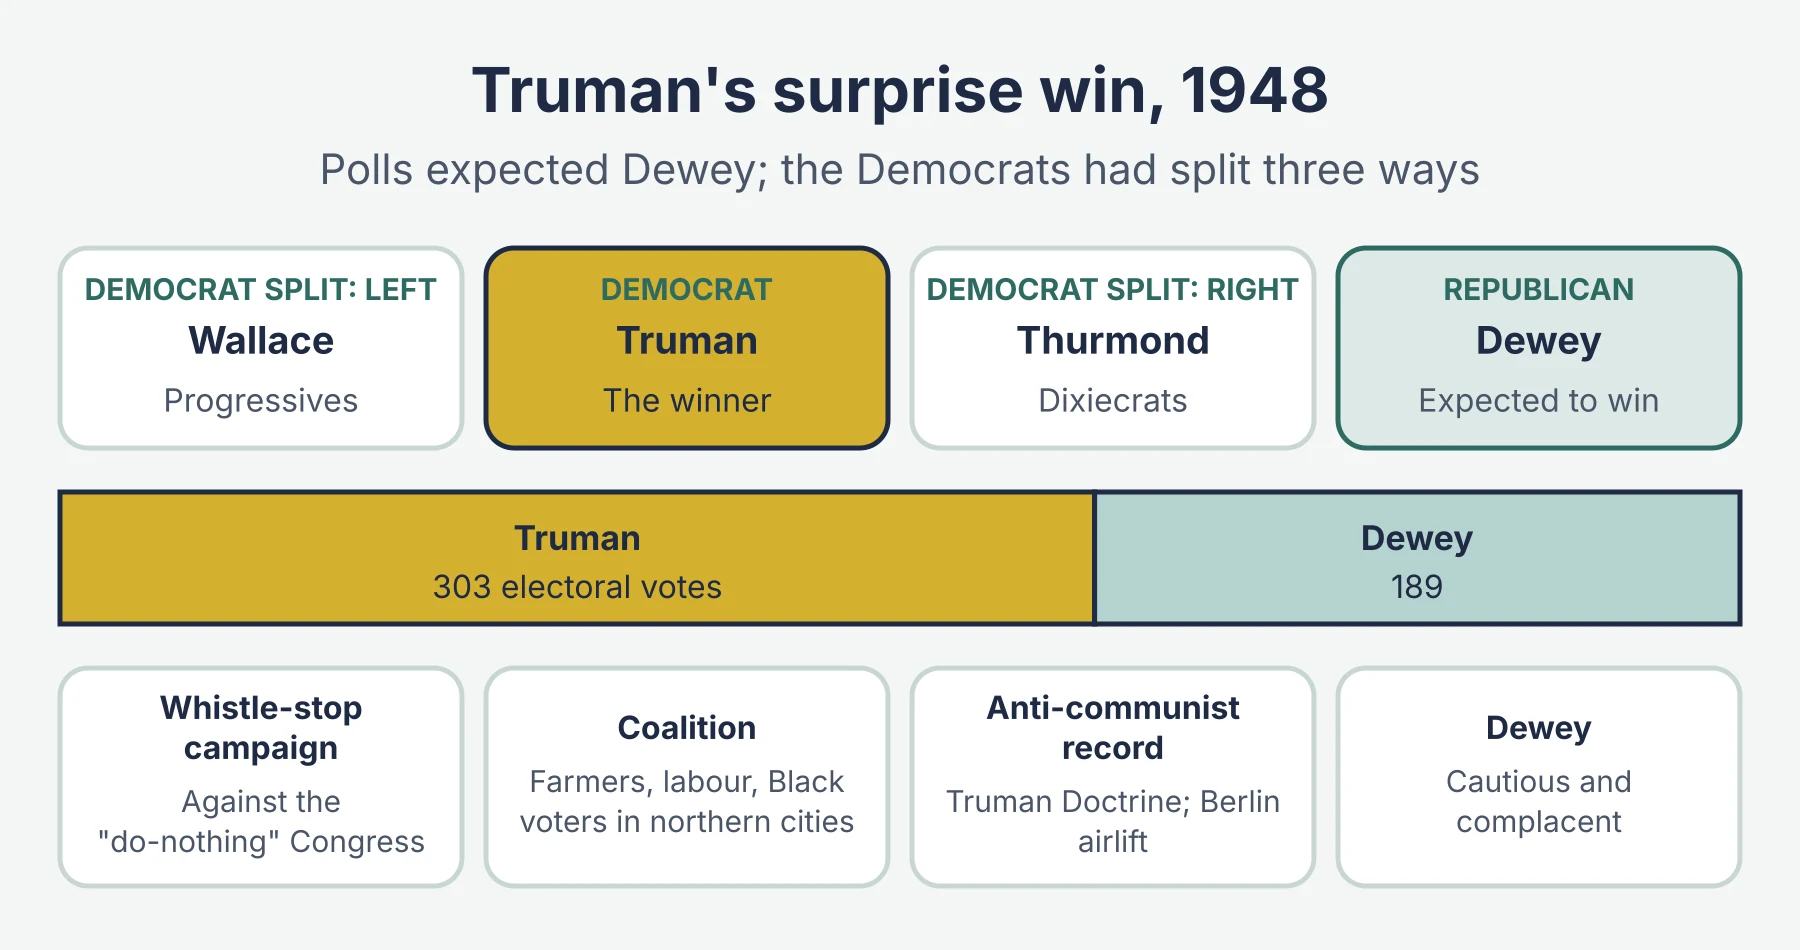 Truman's surprise win, 1948
Polls expected Dewey; the Democrats had split three ways
DEMOCRAT SPLIT: LEFT
Wallace
Progressives
DEMOCRAT
Truman
The winner
DEMOCRAT SPLIT: RIGHT
Thurmond
Dixiecrats
REPUBLICAN
Dewey
Expected to win
Truman
303 electoral votes
Dewey
189
Whistle-stop
campaign
Against the
"do-nothing" Congress
Coalition
Farmers, labour, Black
voters in northern cities
Anti-communist
record
Truman Doctrine; Berlin
airlift
Dewey
Cautious and
complacent